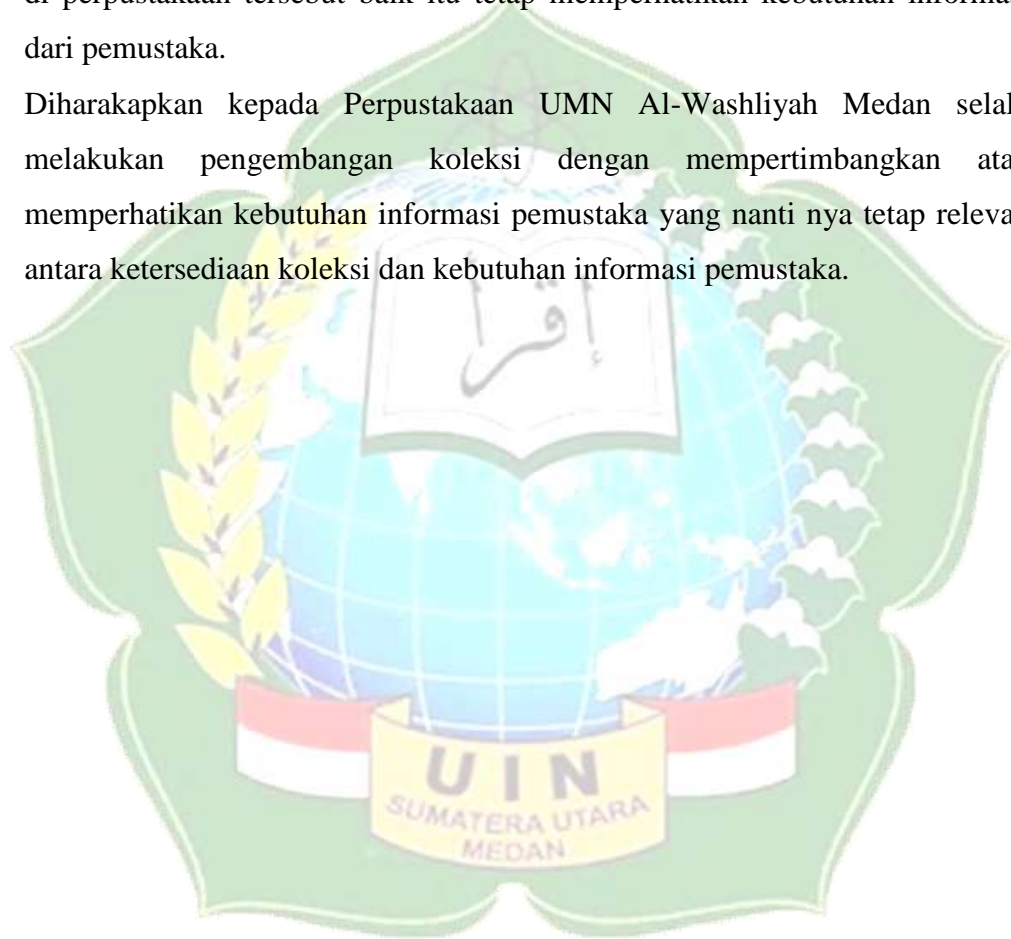 di perpustakaan tersebut baik itu tetap memperhatikan kebutuhan informa
dari pemustaka.
Diharakapkan kepada Perpustakaan UMN Al-Washliyah Medan sela
melakukan pengembangan koleksi dengan mempertimbangkan ata
memperhatikan kebutuhan informasi pemustaka yang nanti nya tetap releva
antara ketersediaan koleksi dan kebutuhan informasi pemustaka.
إقرأ
UIN
SUMATERA UTARA
MEDAN